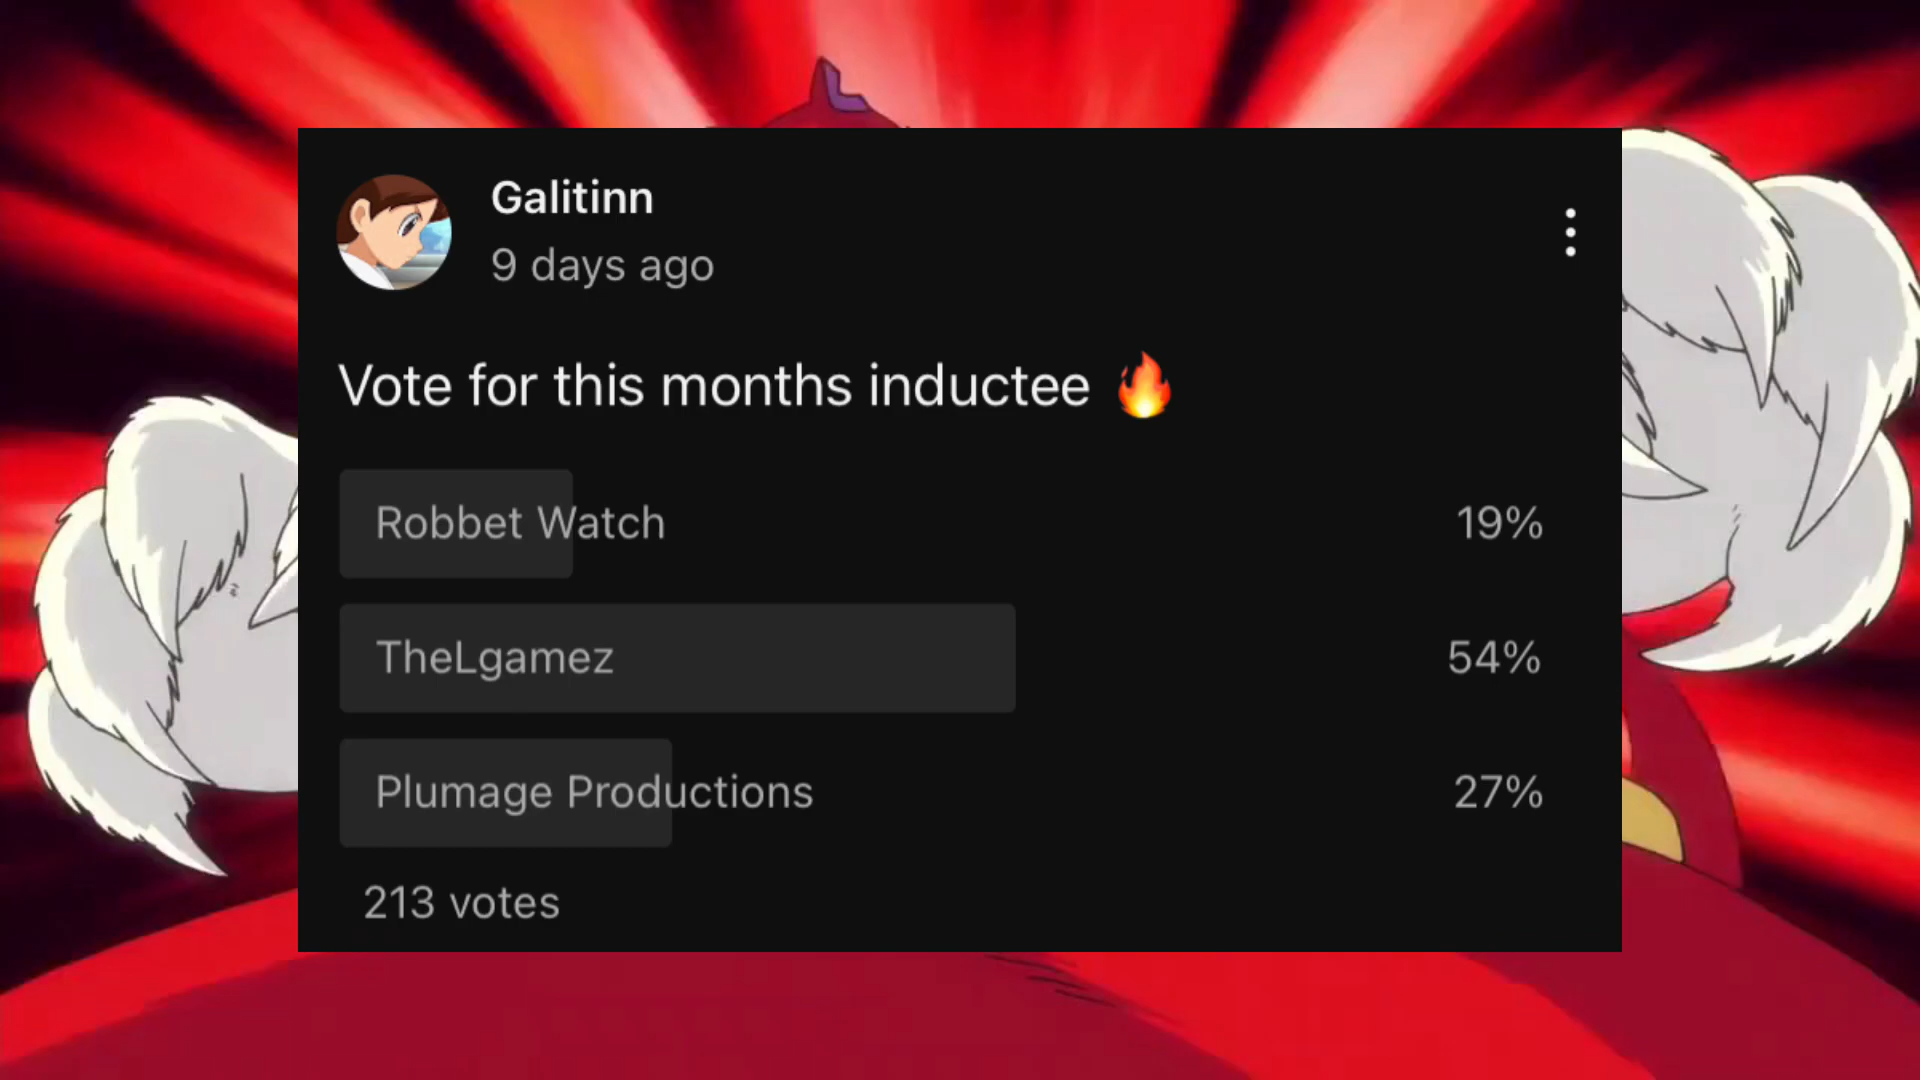 Galitinn
9 days ago
Vote for this months inductee 🔥
Robbet Watch 19%
TheLgamez 54%
Plumage Productions 27%
213 votes